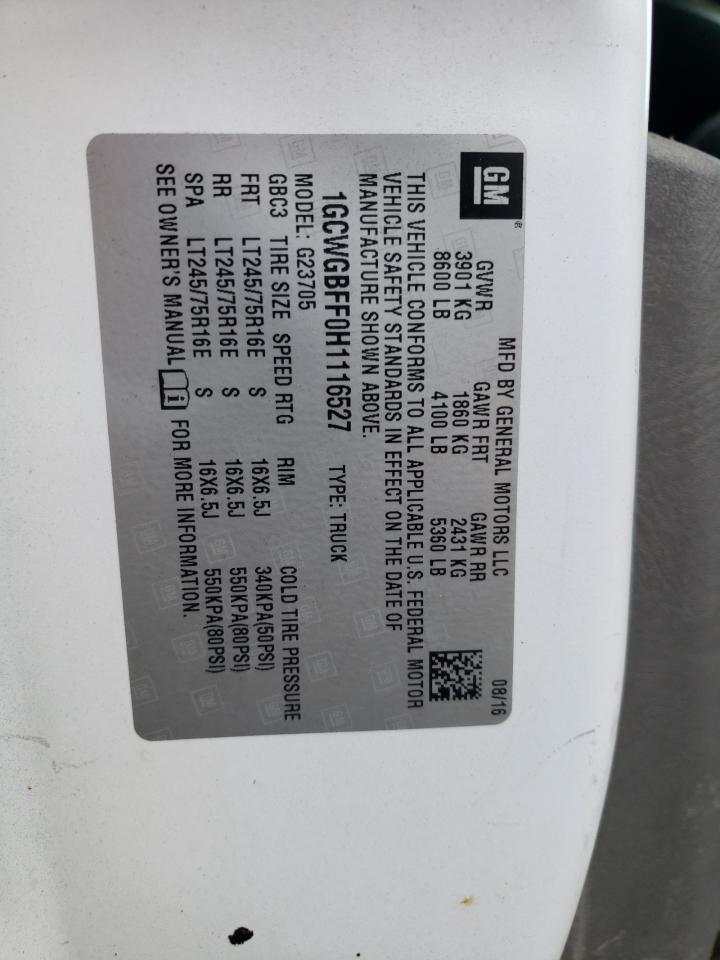 GM®
MFD BY GENERAL MOTORS LLC 08/16
GVWR GAWR FRT GAWR RR
3901 KG 1860 KG 2431 KG
8600 LB 4100 LB 5360 LB
THIS VEHICLE CONFORMS TO ALL APPLICABLE U.S. FEDERAL MOTOR
VEHICLE SAFETY STANDARDS IN EFFECT ON THE DATE OF
MANUFACTURE SHOWN ABOVE.
1GCWGBFF0H1116527 TYPE: TRUCK
MODEL: G23705
GBC3 TIRE SIZE SPEED RTG RIM COLD TIRE PRESSURE
FRT LT245/75R16E S 16X6.5J 340KPA(50PSI)
RR LT245/75R16E S 16X6.5J 550KPA(80PSI)
SPA LT245/75R16E S 16X6.5J 550KPA(80PSI)
SEE OWNER'S MANUAL i FOR MORE INFORMATION.